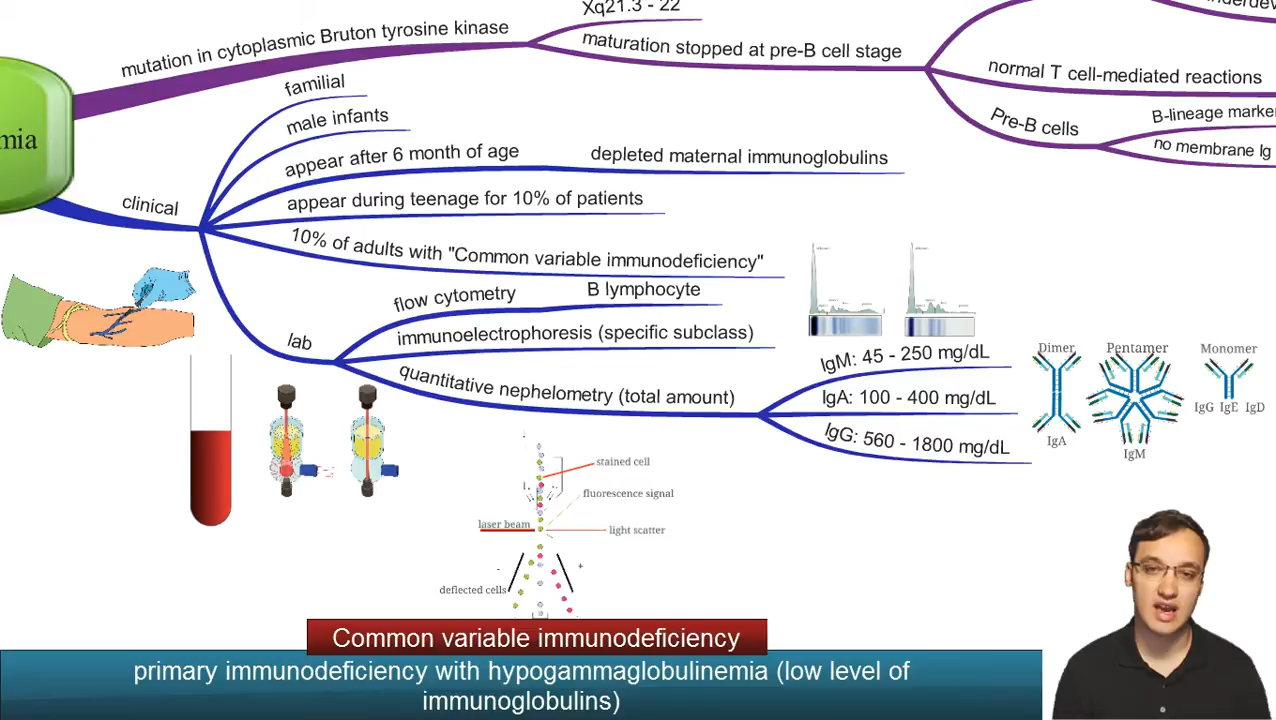 Xq21.3 - 22
mutation in cytoplasmic Bruton tyrosine kinase
maturation stopped at pre-B cell stage
normal T cell-mediated reactions
Pre-B cells
B-lineage marker
no membrane Ig
familial
male infants
appear after 6 month of age
depleted maternal immunoglobulins
clinical
appear during teenage for 10% of patients
10% of adults with "Common variable immunodeficiency"
lab
flow cytometry
B lymphocyte
immunoelectrophoresis (specific subclass)
quantitative nephelometry (total amount)
IgM: 45 - 250 mg/dL
IgA: 100 - 400 mg/dL
IgG: 560 - 1800 mg/dL
Dimer
Pentamer
Monomer
IgG IgE IgD
IgA
IgM
stained cell
fluorescence signal
laser beam
light scatter
-
+
deflected cells
Common variable immunodeficiency
primary immunodeficiency with hypogammaglobulinemia (low level of
immunoglobulins)